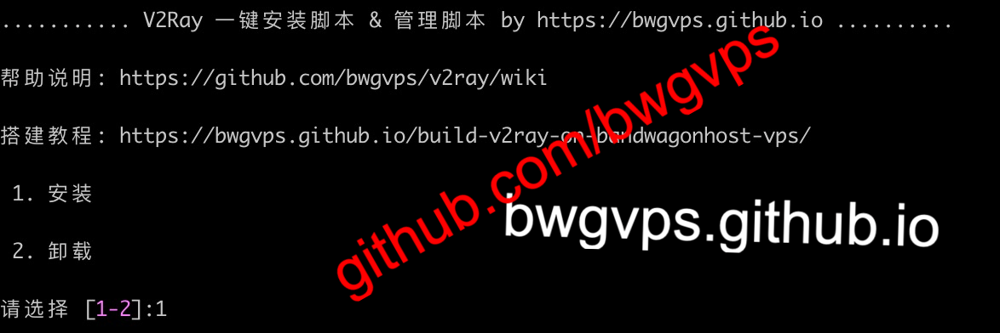 ........... V2Ray 一键安装脚本 & 管理脚本 by https://bwgvps.github.io ..........
帮助说明: https://github.com/bwgvps/v2ray/wiki
搭建教程: https://bwgvps.github.io/build-v2ray-on-bandwagonhost-vps/
1. 安装
2. 卸载
请选择 [1-2]:1
github.com/bwgvps
bwgvps.github.io